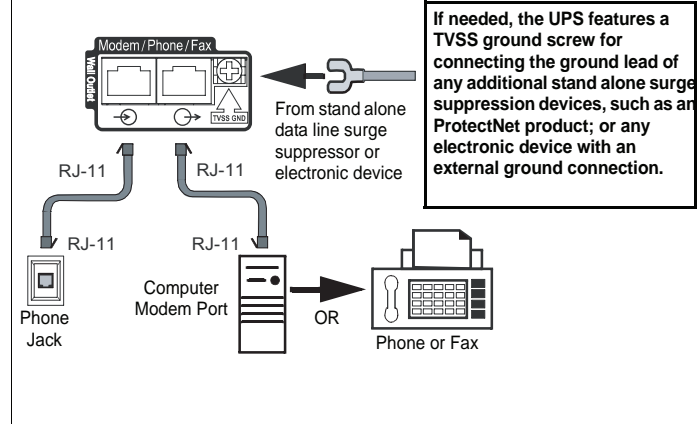 Modem/Phone/Fax
Wall Outlet
TVSS GND
From stand alone
data line surge
suppressor or
electronic device
If needed, the UPS features a
TVSS ground screw for
connecting the ground lead of
any additional stand alone surge
suppression devices, such as an
ProtectNet product; or any
electronic device with an
external ground connection.
RJ-11
RJ-11
RJ-11
RJ-11
Phone
Jack
Computer
Modem Port
OR
Phone or Fax